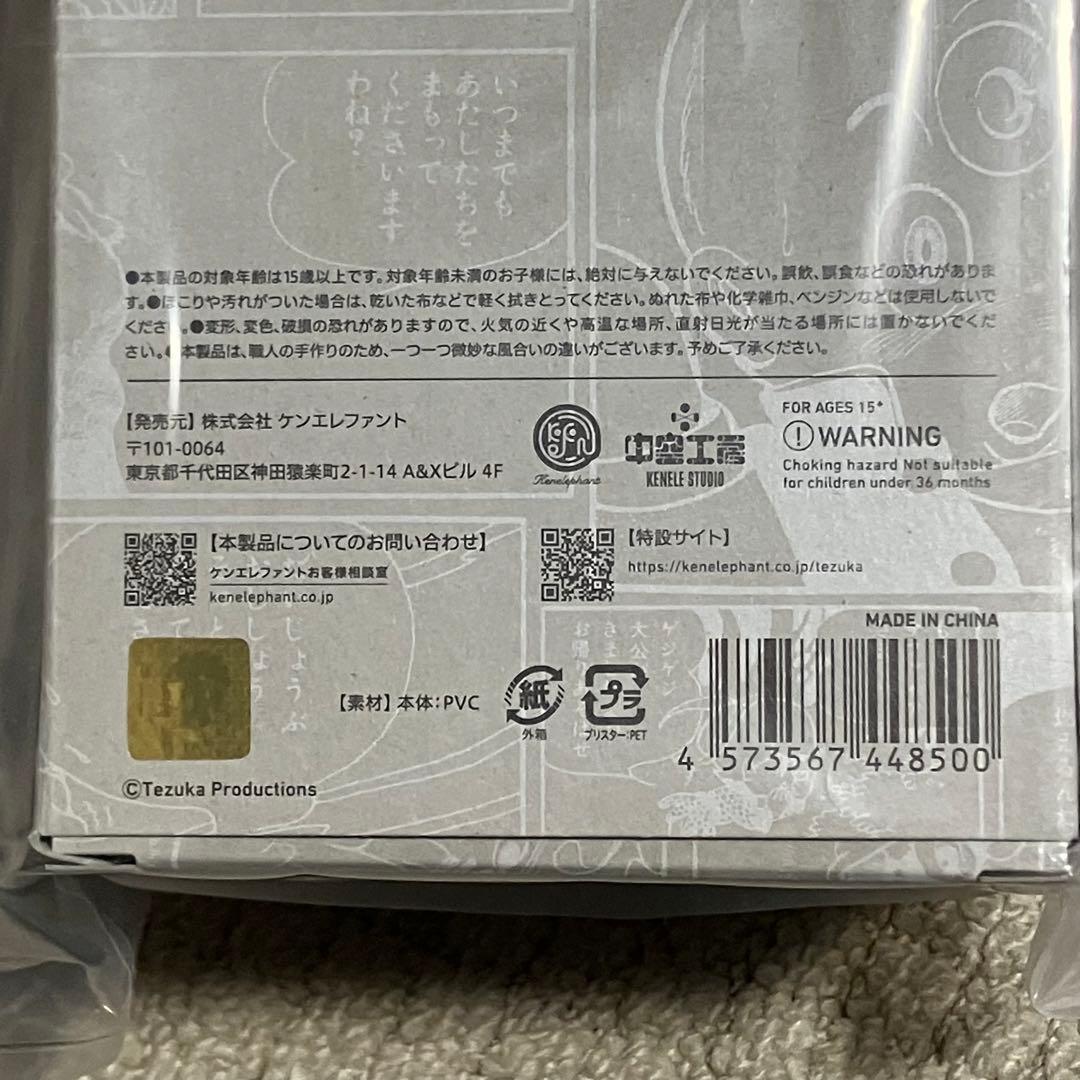 いつまでも
あたしたちを
まもって
くださいます
わね?
●本製品の対象年齢は15歳以上です。対象年齢未満のお子様には、絶対に与えないでください。誤飲、誤食などの恐れがありま
す。●ほこりや汚れがついた場合は、乾いた布などで軽く拭きとってください。ぬれた布や化学雑巾、ベンジンなどは使用しないで
ください。●変形、変色、破損の恐れがありますので、火気の近くや高温な場所、直射日光が当たる場所には置かないでくだ
さい。●本製品は、職人の手作りのため、一つ一つ微妙な風合いの違いがございます。予めご了承ください。
【発売元】株式会社 ケンエレファント
〒101-0064
東京都千代田区神田猿楽町2-1-14 A&Xビル 4F
Kenelephant
中空工房
KENELE STUDIO
FOR AGES 15+
WARNING
Choking hazard Not suitable
for children under 36 months
【本製品についてのお問い合わせ】
ケンエレファントお客様相談室
kenelephant.co.jp
【特設サイト】
https://kenelephant.co.jp/tezuka
MADE IN CHINA
じょうぶ
ゲジゲジ
大公
【素材】本体:PVC
紙
外箱
プラ
ブリスター:PET
4 573567 448500
©Tezuka Productions